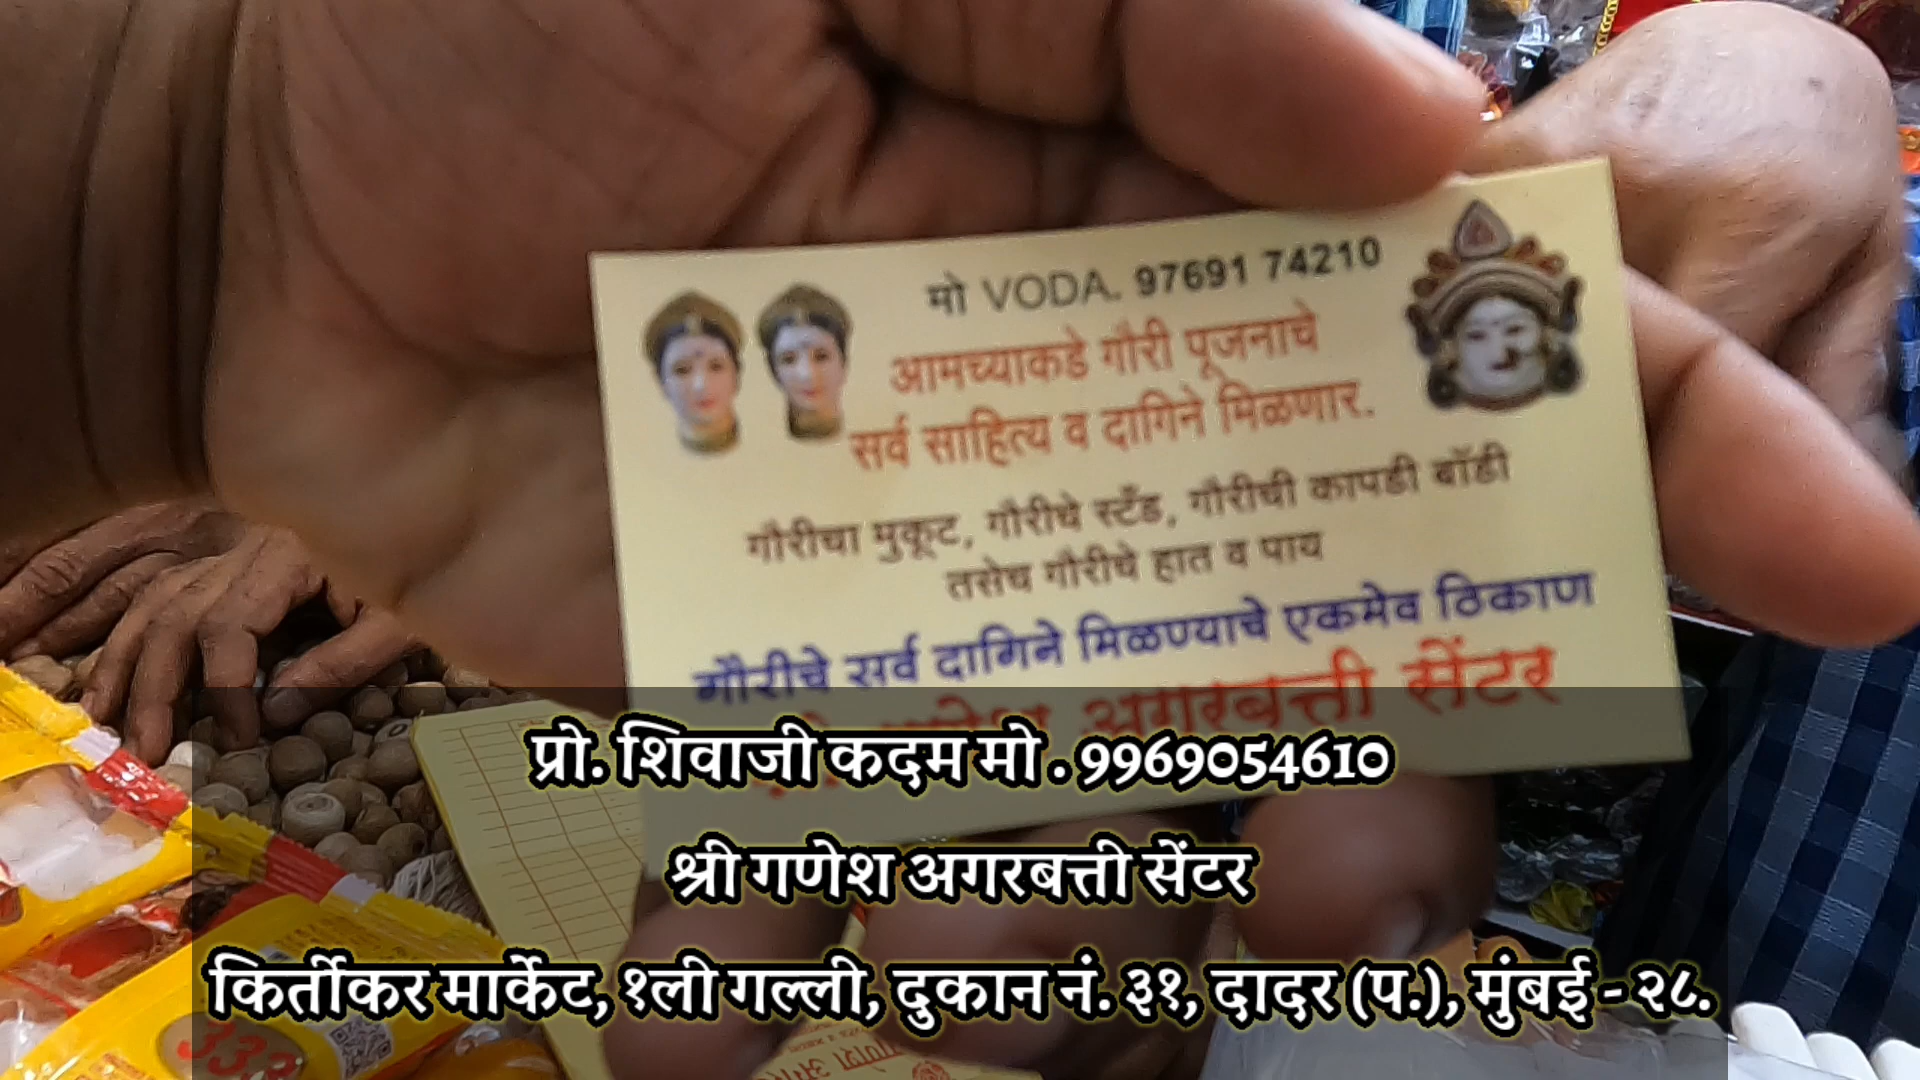 मो VODA. 97691 74210
आमच्याकडे गौरी पूजनाचे
सर्व साहित्य व दागिने मिळणार.
गौरीचा मुकूट, गौरीचे स्टँड, गौरीची कापडी बॉडी
तसेच गौरीचे हात व पाय
गौरीचे सर्व दागिने मिळण्याचे एकमेव ठिकाण
अगरबत्ती सेंटर
प्रो. शिवाजी कदम मो . 9969054610
श्री गणेश अगरबत्ती सेंटर
किर्तीकर मार्केट, १ली गल्ली, दुकान नं. ३१, दादर (प.), मुंबई - २८.
333